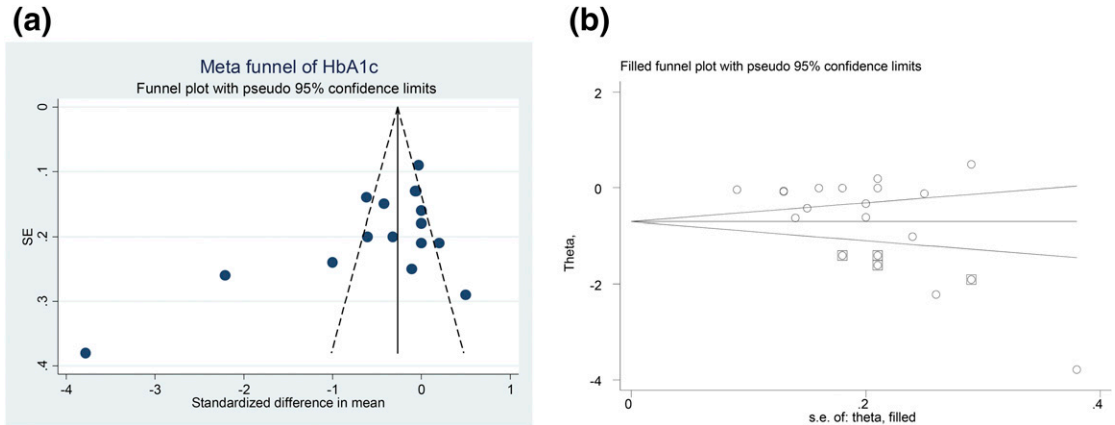 (a)
Meta funnel of HbA1c
Funnel plot with pseudo 95% confidence limits
0
.1
.2
.3
.4
SE
-4
-3
-2
-1
0
1
Standardized difference in mean
(b)
Filled funnel plot with pseudo 95% confidence limits
2
0
-2
-4
Theta,
0
.2
.4
s.e. of: theta, filled